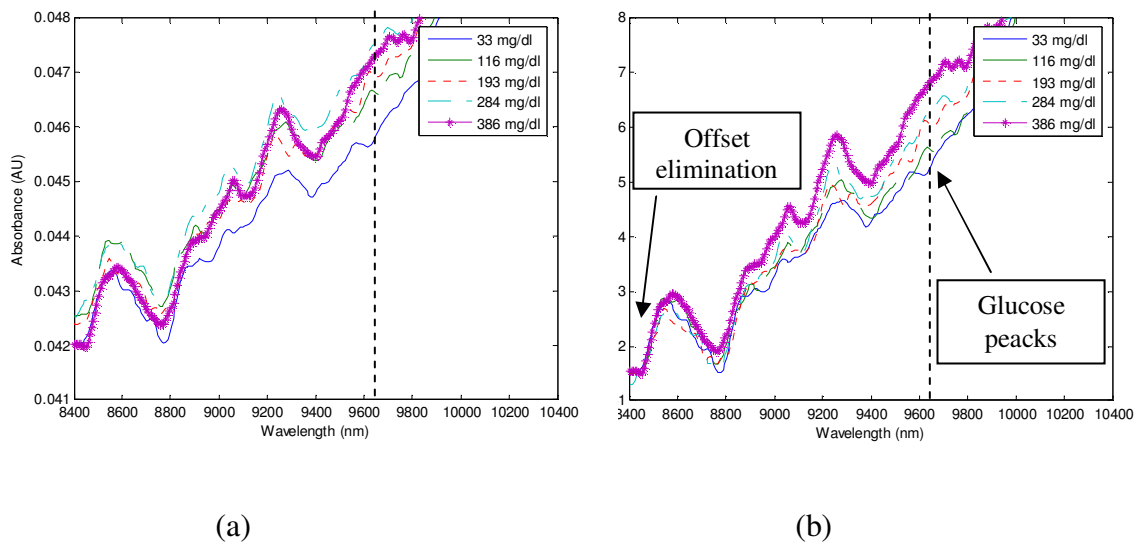 0.048
0.047
0.046
0.045
0.044
0.043
0.042
0.041
Absorbance (AU)
8400 8600 8800 9000 9200 9400 9600 9800 10000 10200 10400
Wavelength (nm)
33 mg/dl
116 mg/dl
193 mg/dl
284 mg/dl
386 mg/dl
(a)
8
7
6
5
4
3
2
1
3400 8600 8800 9000 9200 9400 9600 9800 10000 10200 10400
Wavelength (nm)
33 mg/dl
116 mg/dl
193 mg/dl
284 mg/dl
386 mg/dl
Offset
elimination
Glucose
peacks
(b)